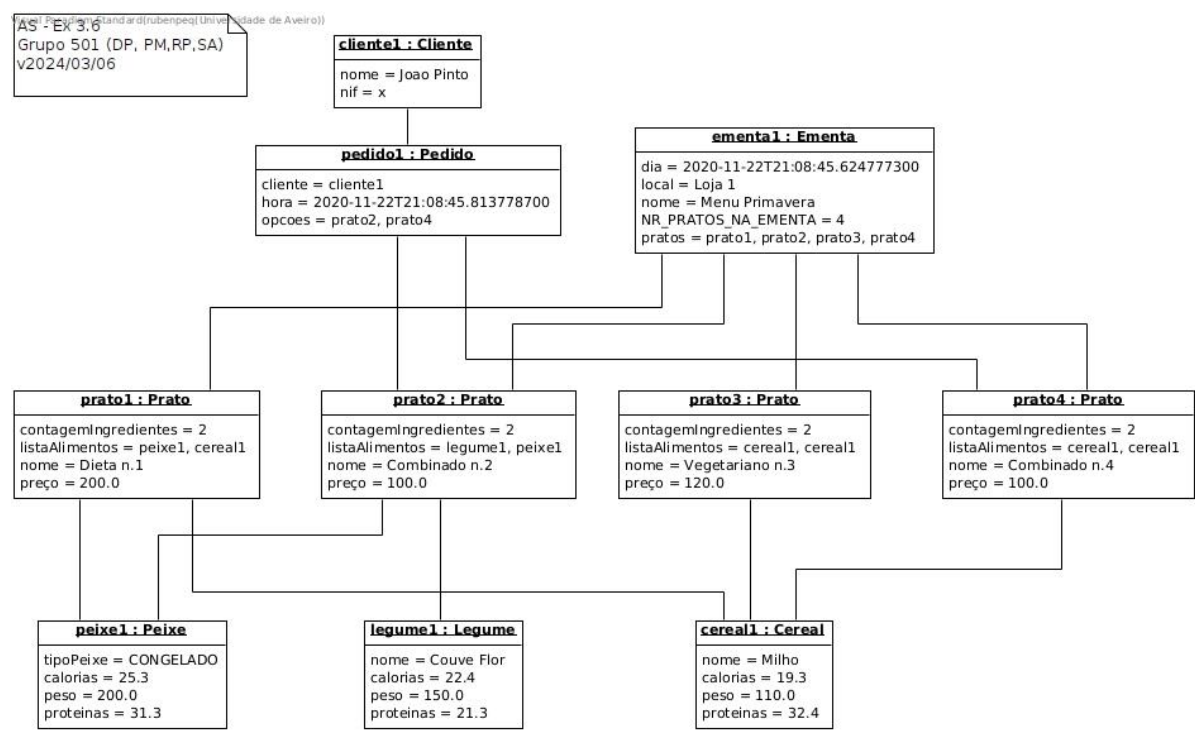 Visual Paradigm Standard(rubenpeq(Universidade de Aveiro))
AS - Ex 3.6
Grupo 501 (DP, PM,RP,SA)
v2024/03/06
cliente1 : Cliente
nome = Joao Pinto
nif = x
pedido1 : Pedido
cliente = cliente1
hora = 2020-11-22T21:08:45.813778700
opcoes = prato2, prato4
ementa1 : Ementa
dia = 2020-11-22T21:08:45.624777300
local = Loja 1
nome = Menu Primavera
NR_PRATOS_NA_EMENTA = 4
pratos = prato1, prato2, prato3, prato4
prato1 : Prato
contagemIngredientes = 2
listaAlimentos = peixe1, cereal1
nome = Dieta n.1
preço = 200.0
prato2 : Prato
contagemIngredientes = 2
listaAlimentos = legume1, peixe1
nome = Combinado n.2
preço = 100.0
prato3 : Prato
contagemIngredientes = 2
listaAlimentos = cereal1, cereal1
nome = Vegetariano n.3
preço = 120.0
prato4 : Prato
contagemIngredientes = 2
listaAlimentos = cereal1, cereal1
nome = Combinado n.4
preço = 100.0
peixe1 : Peixe
tipoPeixe = CONGELADO
calorias = 25.3
peso = 200.0
proteinas = 31.3
legume1 : Legume
nome = Couve Flor
calorias = 22.4
peso = 150.0
proteinas = 21.3
cereal1 : Cereal
nome = Milho
calorias = 19.3
peso = 110.0
proteinas = 32.4